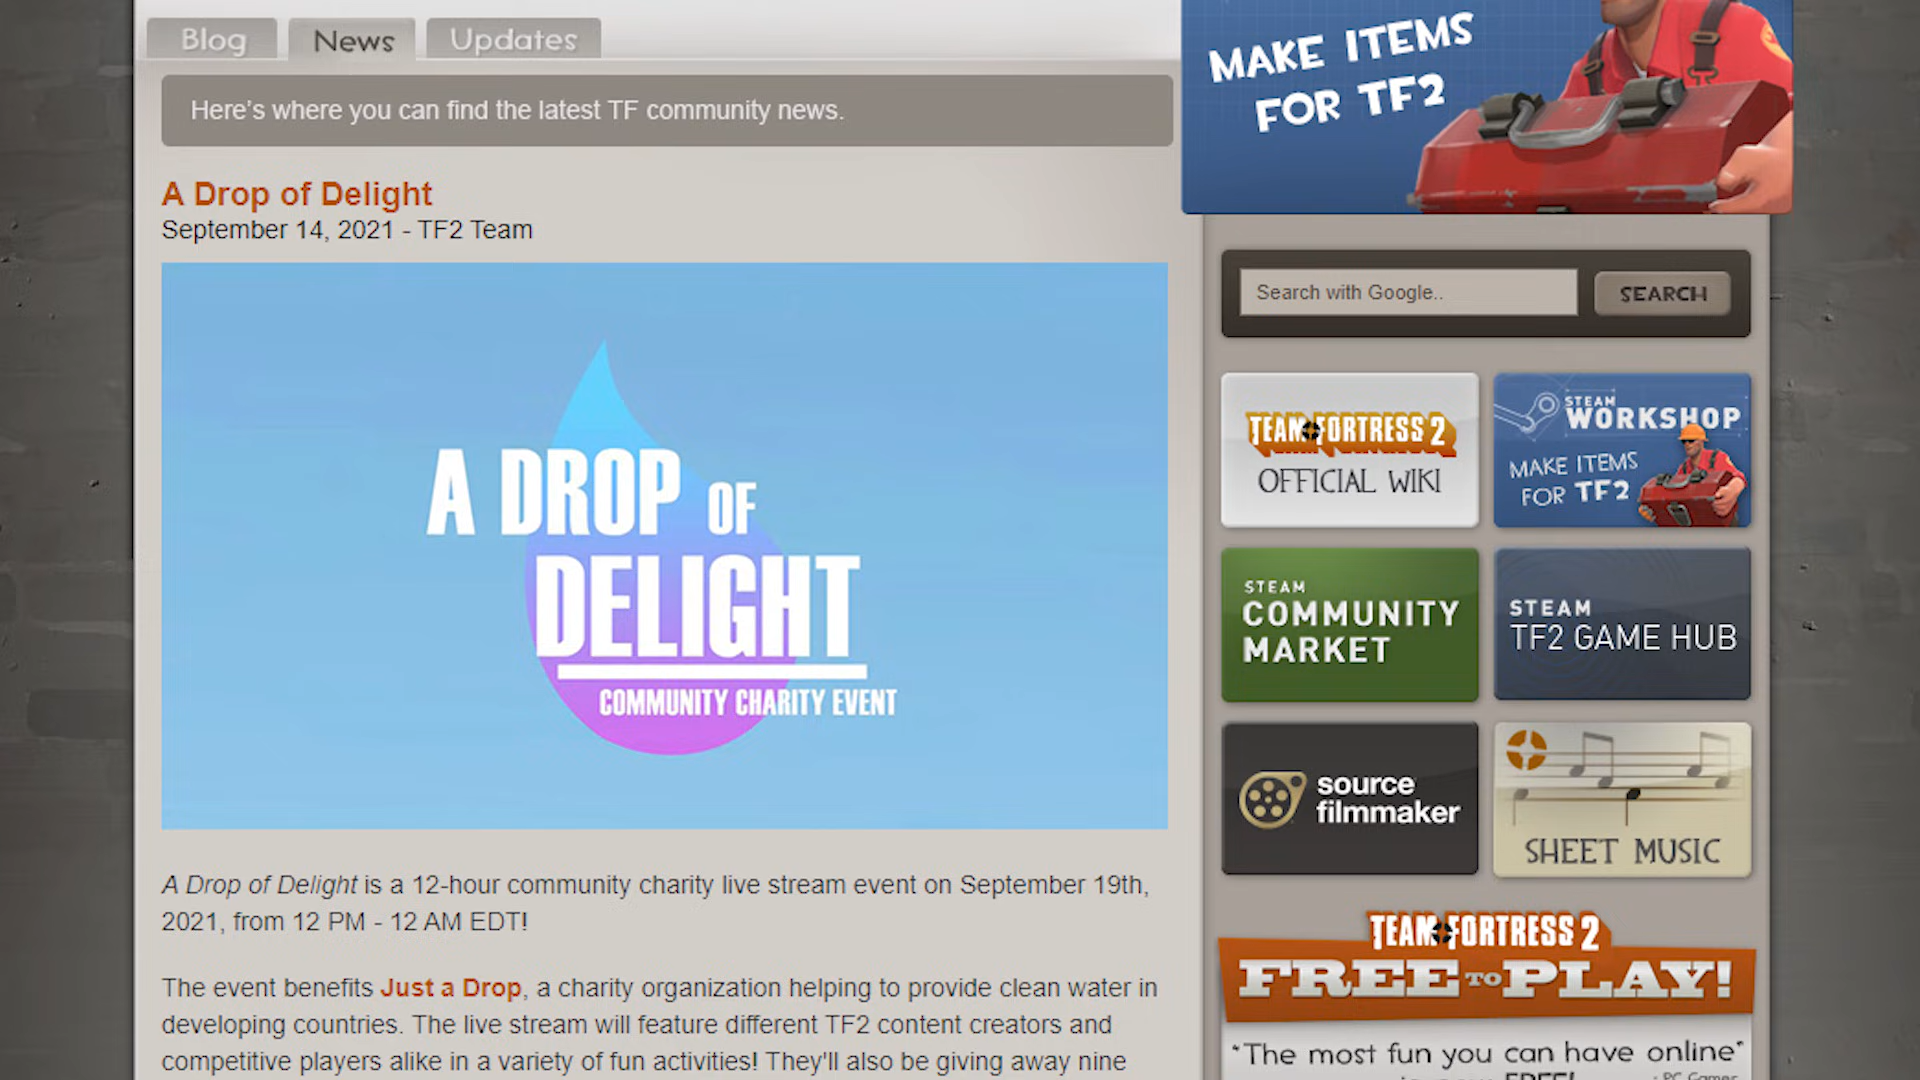 Blog
News
Updates
Here's where you can find the latest TF community news.
A Drop of Delight
September 14, 2021 - TF2 Team
A DROP OF
DELIGHT
COMMUNITY CHARITY EVENT
A Drop of Delight is a 12-hour community charity live stream event on September 19th,
2021, from 12 PM - 12 AM EDT!
The event benefits Just a Drop, a charity organization helping to provide clean water in
developing countries. The live stream will feature different TF2 content creators and
competitive players alike in a variety of fun activities! They'll also be giving away nine
MAKE ITEMS
FOR TF2
Search with Google..
SEARCH
TEAM FORTRESS 2
OFFICIAL WIKI
STEAM
WORKSHOP
MAKE ITEMS
FOR TF2
STEAM
COMMUNITY
MARKET
STEAM
TF2 GAME HUB
source
filmmaker
SHEET MUSIC
TEAM FORTRESS 2
FREE TO PLAY!
"The most fun you can have online"
FREE!
- PC Gamer